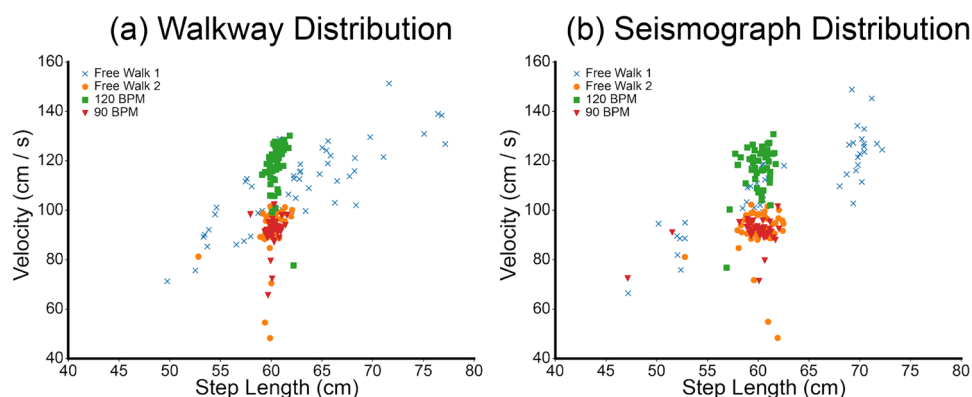 (a) Walkway Distribution
160
140
120
100
80
60
40
Velocity (cm / s)
Free Walk 1
Free Walk 2
120 BPM
90 BPM
40 45 50 55 60 65 70 75 80
Step Length (cm)
(b) Seismograph Distribution
160
140
120
100
80
60
40
Velocity (cm / s)
Free Walk 1
Free Walk 2
120 BPM
90 BPM
40 45 50 55 60 65 70 75 80
Step Length (cm)